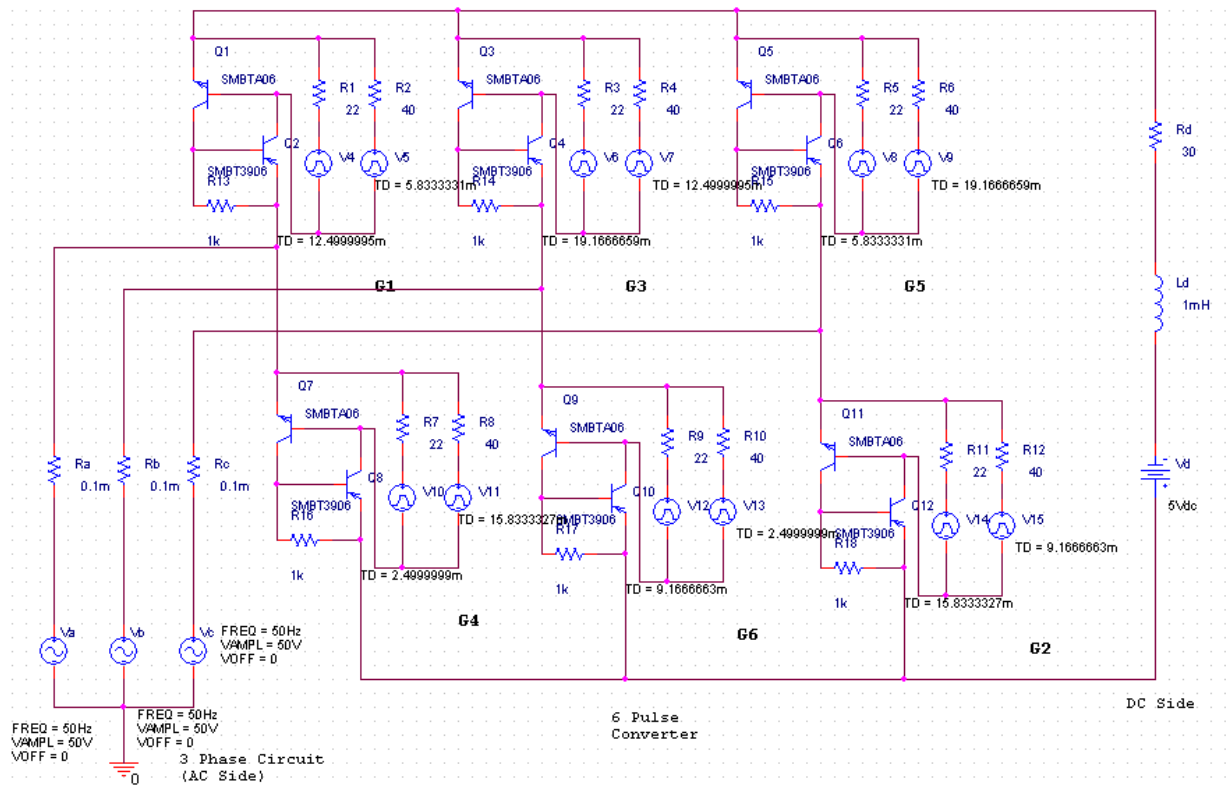 Q1
SMBTA06
Q2
SMBT3906
R1
22
R2
40
V4
V5
TD = 5.8333331m
R13
1k
TD = 12.4999995m
G1
Q3
SMBTA06
Q4
SMBT3906
R3
22
R4
40
V6
V7
TD = 12.4999995m
R14
1k
TD = 19.1666659m
G3
Q5
SMBTA06
Q6
SMBT3906
R5
22
R6
40
V8
V9
TD = 19.1666659m
R15
1k
TD = 5.8333331m
G5
Rd
30
Ld
1mH
Vd
5Vdc
Q7
SMBTA06
Q8
SMBT3906
R7
22
R8
40
V10
V11
TD = 15.8333327m
R16
1k
TD = 2.4999999m
G4
Q9
SMBTA06
Q10
SMBT3906
R9
22
R10
40
V12
V13
TD = 2.4999999m
R17
1k
TD = 9.1666663m
G6
Q11
SMBTA06
Q12
SMBT3906
R11
22
R12
40
V14
V15
TD = 9.1666663m
R18
1k
TD = 15.8333327m
G2
Ra
0.1m
Rb
0.1m
Rc
0.1m
Va
Vb
Vc
FREQ = 50Hz
VAMPL = 50V
VOFF = 0
FREQ = 50Hz
VAMPL = 50V
VOFF = 0
FREQ = 50Hz
VAMPL = 50V
VOFF = 0
0
3 Phase Circuit
(AC Side)
6 Pulse
Converter
DC Side